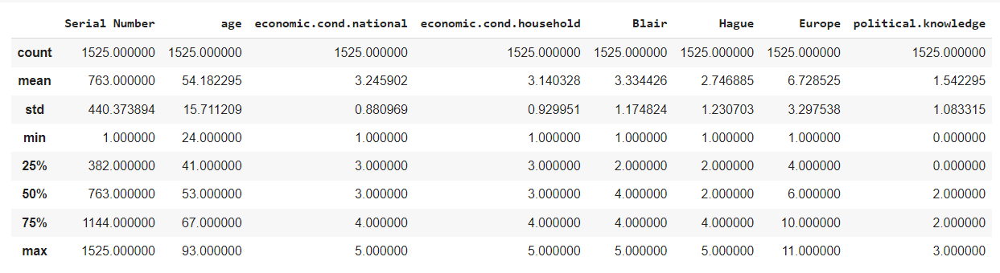 Serial Number age economic.cond.national economic.cond.household Blair Hague Europe political.knowledge
count 1525.000000 1525.000000 1525.000000 1525.000000 1525.000000 1525.000000 1525.000000 1525.000000
mean 763.000000 54.182295 3.245902 3.140328 3.334426 2.746885 6.728525 1.542295
std 440.373894 15.711209 0.880969 0.929951 1.174824 1.230703 3.297538 1.083315
min 1.000000 24.000000 1.000000 1.000000 1.000000 1.000000 1.000000 0.000000
25% 382.000000 41.000000 3.000000 3.000000 2.000000 2.000000 4.000000 0.000000
50% 763.000000 53.000000 3.000000 3.000000 4.000000 2.000000 6.000000 2.000000
75% 1144.000000 67.000000 4.000000 4.000000 4.000000 4.000000 10.000000 2.000000
max 1525.000000 93.000000 5.000000 5.000000 5.000000 5.000000 11.000000 3.000000